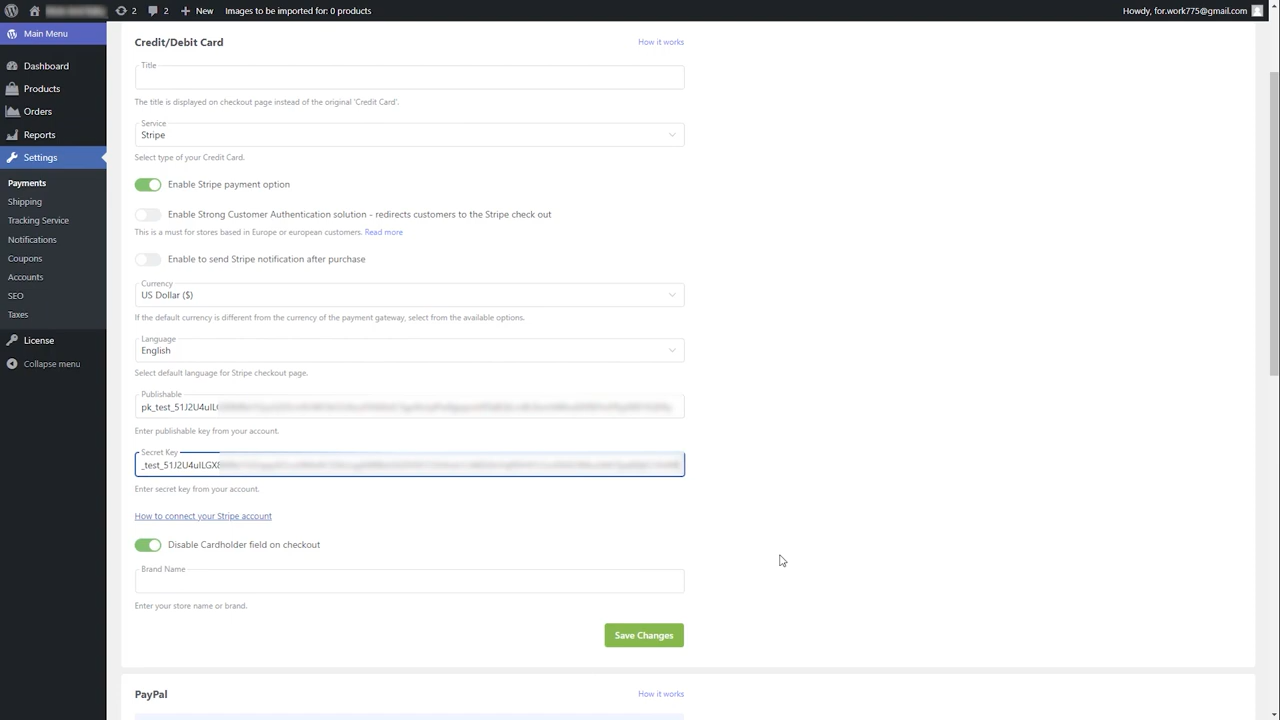 2
2
New
Images to be imported for: 0 products
Howdy, for.work775@gmail.com
Main Menu
Dashboard
Products
Orders
Reports
Settings
Payments
Shipping
Tracking Service
Notifications
Coupons
Accounts
SEO
Taxes
License
Collapse menu
Credit/Debit Card
How it works
Title
The title is displayed on checkout page instead of the original 'Credit Card'.
Service
Stripe
Select type of your Credit Card.
Enable Stripe payment option
Enable Strong Customer Authentication solution - redirects customers to the Stripe check out
This is a must for stores based in Europe or european customers. Read more
Enable to send Stripe notification after purchase
Currency
US Dollar ($)
If the default currency is different from the currency of the payment gateway, select from the available options.
Language
English
Select default language for Stripe checkout page.
Publishable
pk_test_51J2U4uIL
Enter publishable key from your account.
Secret Key
_test_51J2U4uILGX
Enter secret key from your account.
How to connect your Stripe account
Disable Cardholder field on checkout
Brand Name
Enter your store name or brand.
Save Changes
PayPal
How it works